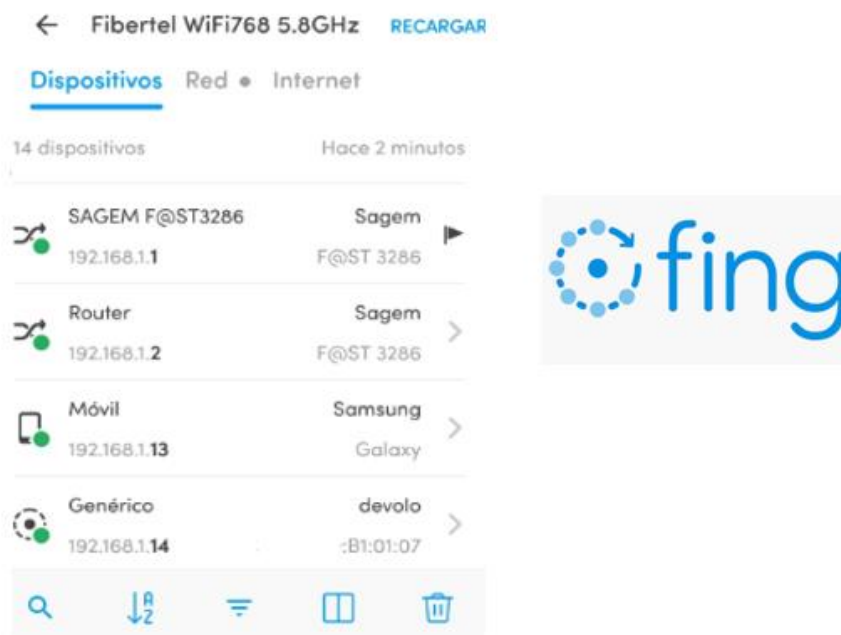 Fibertel WiFi768 5.8GHz RECARGAR
Dispositivos Red Internet
14 dispositivos Hace 2 minutos
SAGEM F@ST3286 Sagem
192.168.1.1 F@ST 3286
Router Sagem
192.168.1.2 F@ST 3286
Móvil Samsung
192.168.1.13 Galaxy
fing
Genérico devolo
192.168.1.14 :B1:01:07
A
Z